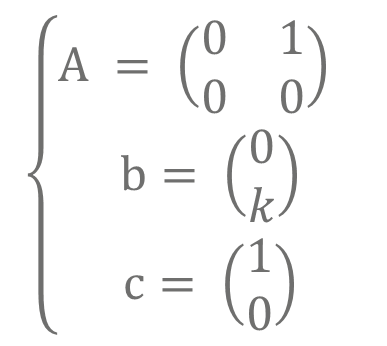 A = (0 1
0 0)
b = (0
k)
c = (1
0)